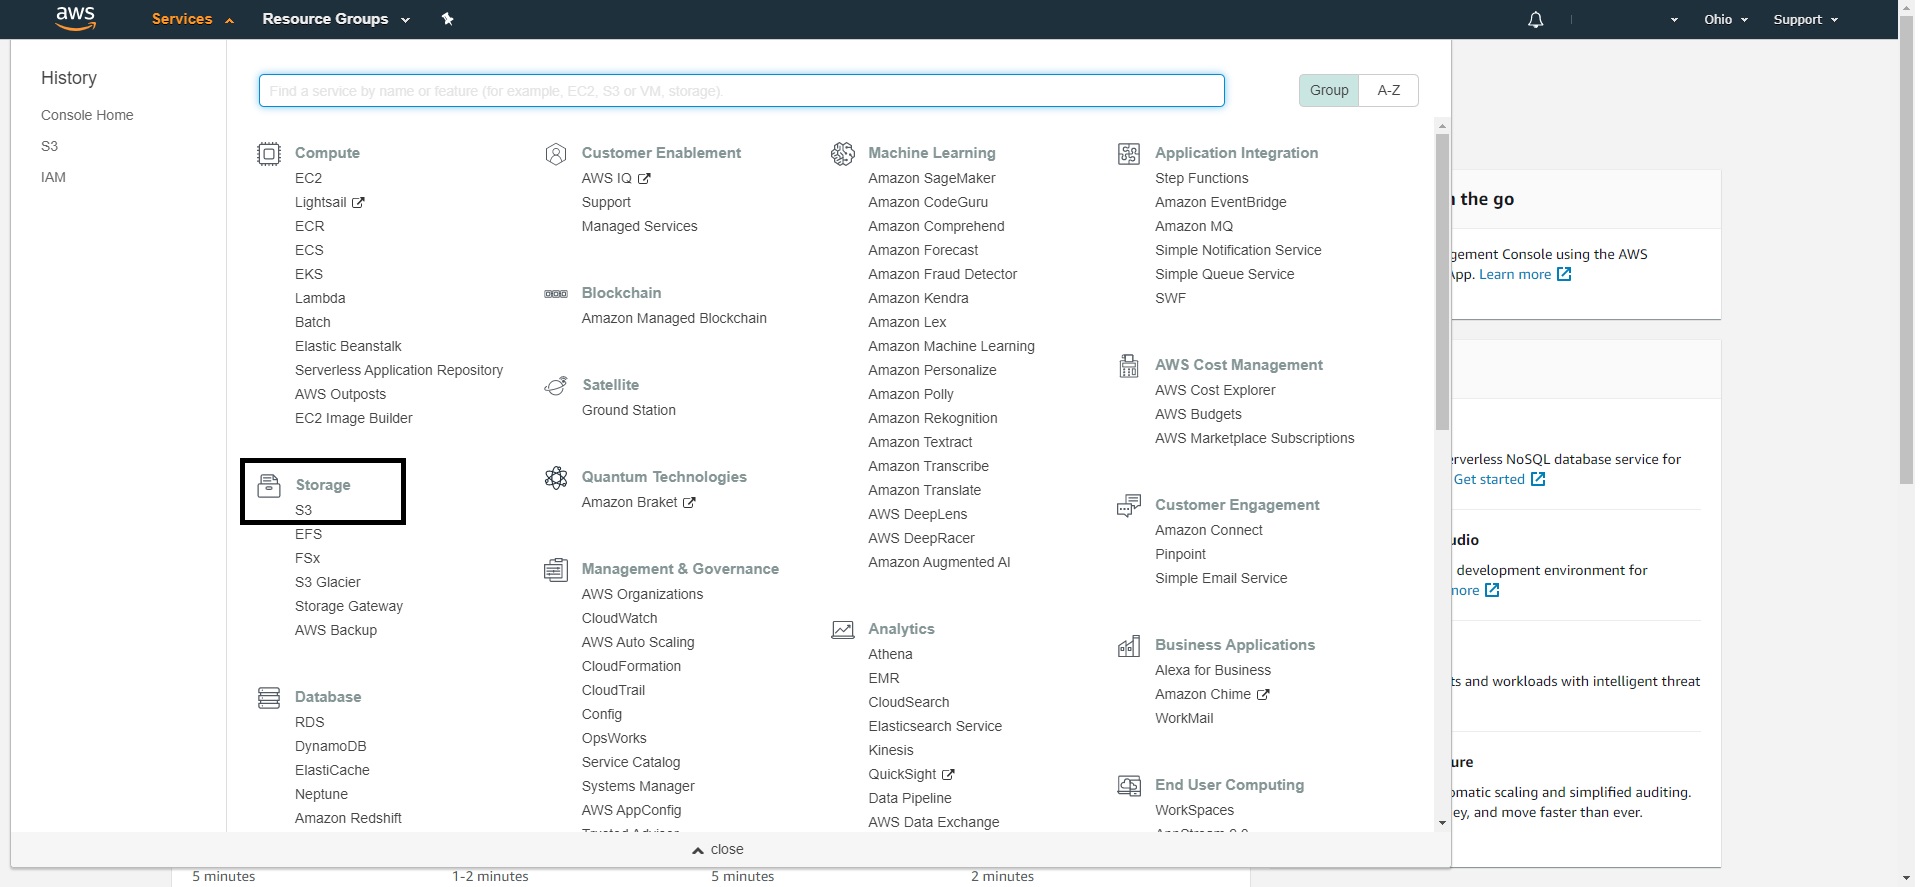 aws
Services
Resource Groups
Ohio
Support
History
Console Home
S3
IAM
Find a service by name or feature (for example, EC2, S3 or VM, storage).
Group
A-Z
Compute
EC2
Lightsail
ECR
ECS
EKS
Lambda
Batch
Elastic Beanstalk
Serverless Application Repository
AWS Outposts
EC2 Image Builder
Storage
S3
EFS
FSx
S3 Glacier
Storage Gateway
AWS Backup
Database
RDS
DynamoDB
ElastiCache
Neptune
Amazon Redshift
Customer Enablement
AWS IQ
Support
Managed Services
Blockchain
Amazon Managed Blockchain
Satellite
Ground Station
Quantum Technologies
Amazon Braket
Management & Governance
AWS Organizations
CloudWatch
AWS Auto Scaling
CloudFormation
CloudTrail
Config
OpsWorks
Service Catalog
Systems Manager
AWS AppConfig
Trusted Advisor
Machine Learning
Amazon SageMaker
Amazon CodeGuru
Amazon Comprehend
Amazon Forecast
Amazon Fraud Detector
Amazon Kendra
Amazon Lex
Amazon Machine Learning
Amazon Personalize
Amazon Polly
Amazon Rekognition
Amazon Textract
Amazon Transcribe
Amazon Translate
AWS DeepLens
AWS DeepRacer
Amazon Augmented AI
Analytics
Athena
EMR
CloudSearch
Elasticsearch Service
Kinesis
QuickSight
Data Pipeline
AWS Data Exchange
Application Integration
Step Functions
Amazon EventBridge
Amazon MQ
Simple Notification Service
Simple Queue Service
SWF
AWS Cost Management
AWS Cost Explorer
AWS Budgets
AWS Marketplace Subscriptions
Customer Engagement
Amazon Connect
Pinpoint
Simple Email Service
Business Applications
Alexa for Business
Amazon Chime
WorkMail
End User Computing
WorkSpaces
AppStream 2.0
close
n the go
gement Console using the AWS
App. Learn more
erverless NoSQL database service for
Get started
udio
development environment for
more
ts and workloads with intelligent threat
ure
omatic scaling and simplified auditing.
ey, and move faster than ever.
5 minutes
1-2 minutes
5 minutes
2 minutes